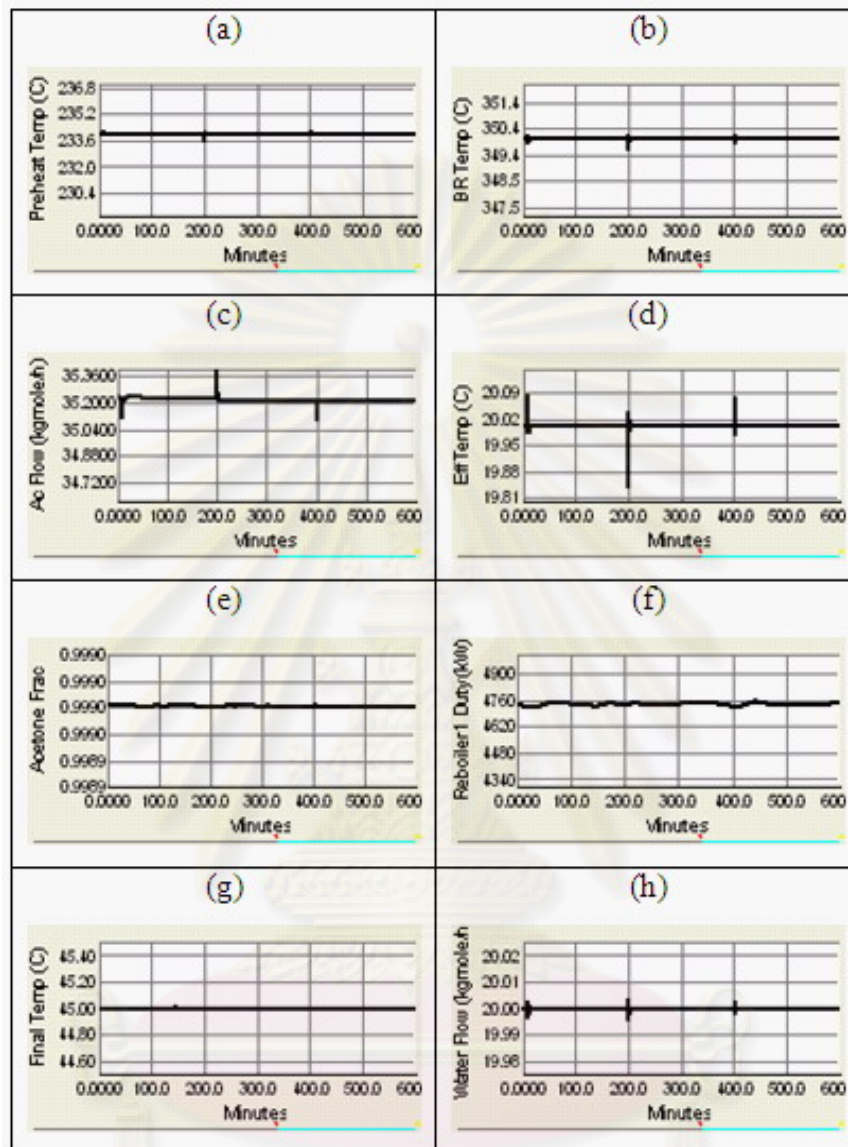 (a)
Preheat Temp (C)
236.8
235.2
233.6
232.0
230.4
0.0000 100.0 200.0 300.0 400.0 500.0 600
Minutes
(b)
BR Temp (C)
351.4
350.4
349.4
348.5
347.5
0.0000 100.0 200.0 300.0 400.0 500.0 600
Minutes
(c)
Ac Flow (kgmole.h)
35.3600
35.2000
35.0400
34.8800
34.7200
0.0000 100.0 200.0 300.0 400.0 500.0 600
Minutes
(d)
Eff Temp (C)
20.09
20.02
19.95
19.88
19.81
0.0000 100.0 200.0 300.0 400.0 500.0 600
Minutes
(e)
Acetone Frac
0.9990
0.9990
0.9990
0.9990
0.9989
0.9989
0.0000 100.0 200.0 300.0 400.0 500.0 600
Minutes
(f)
Reboiler1 Duty(kW)
4900
4760
4620
4480
4340
0.0000 100.0 200.0 300.0 400.0 500.0 600
Minutes
(g)
Final Temp (C)
45.40
45.20
45.00
44.80
44.60
0.0000 100.0 200.0 300.0 400.0 500.0 600
Minutes
(h)
Water Flow (kgmole.h
20.02
20.01
20.00
19.99
19.98
0.0000 100.0 200.0 300.0 400.0 500.0 600
Minutes